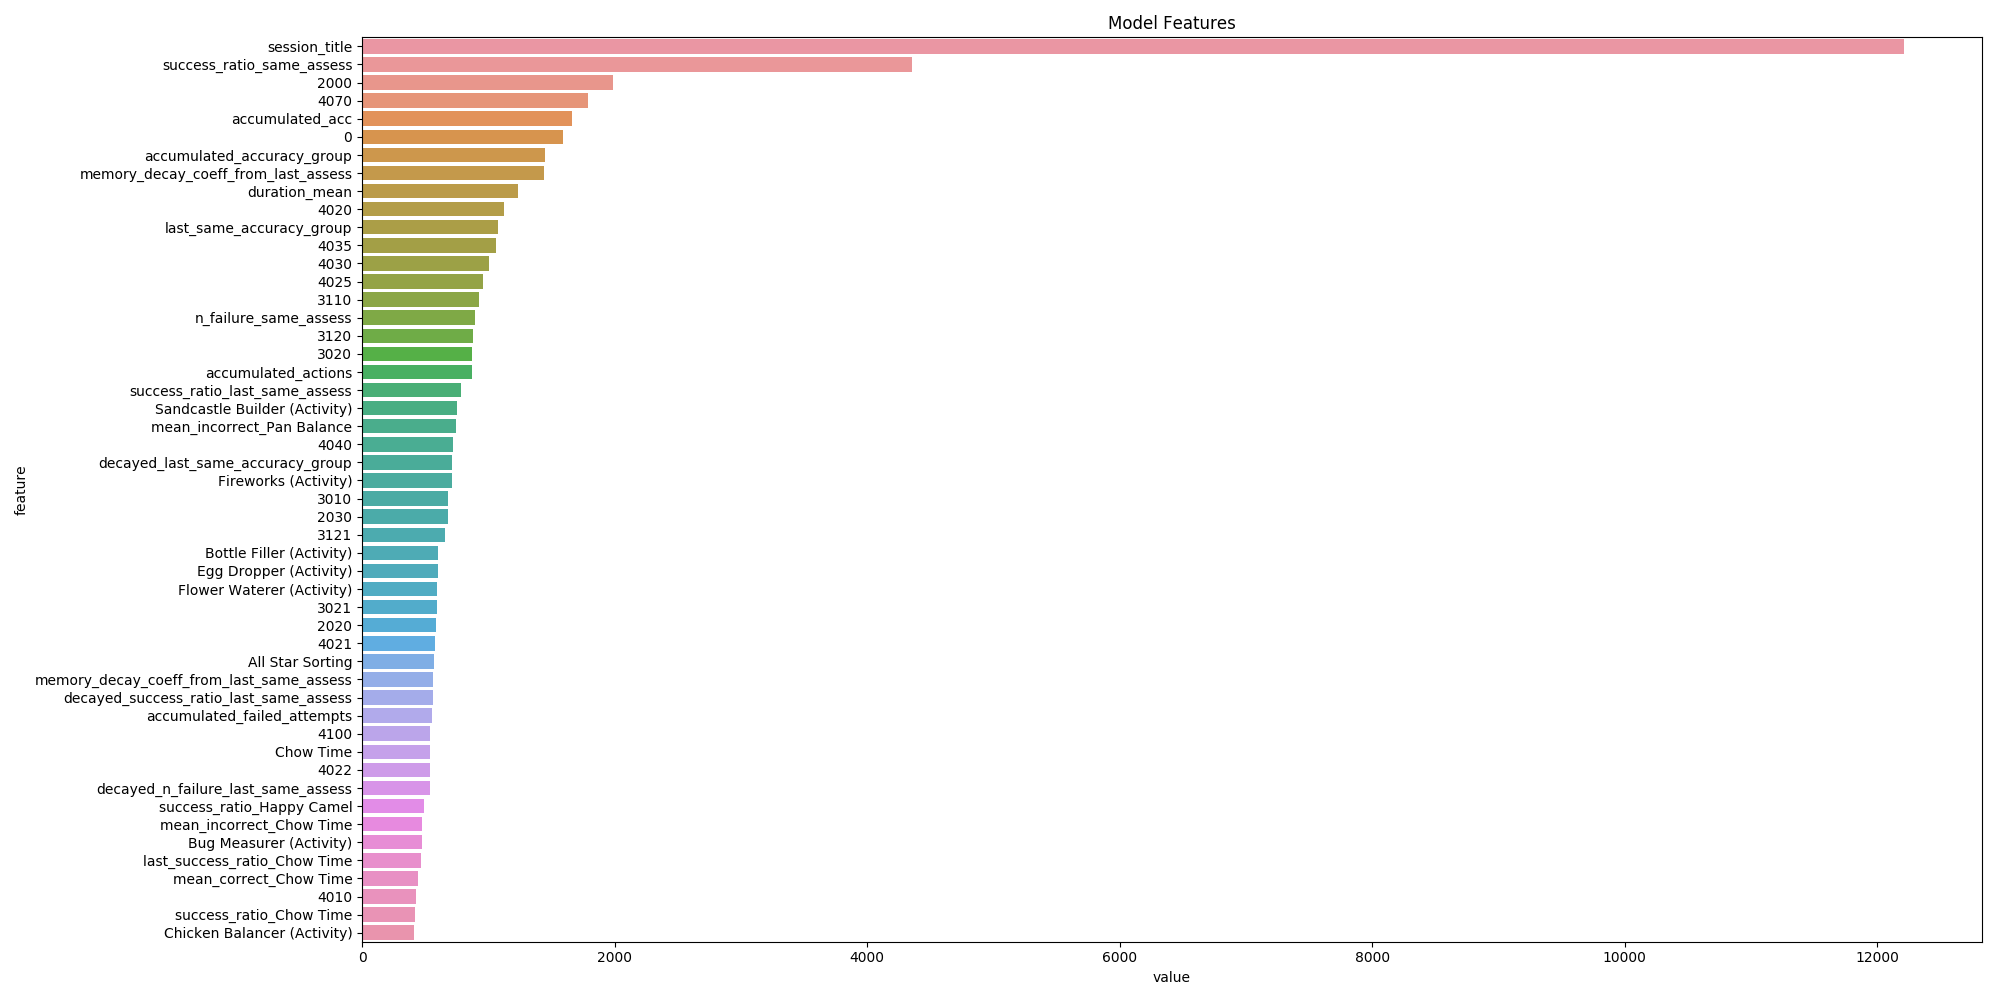 Model Features
session_title
success_ratio_same_assess
2000
4070
accumulated_acc
0
accumulated_accuracy_group
memory_decay_coeff_from_last_assess
duration_mean
4020
last_same_accuracy_group
4035
4030
4025
3110
n_failure_same_assess
3120
3020
accumulated_actions
success_ratio_last_same_assess
Sandcastle Builder (Activity)
mean_incorrect_Pan Balance
4040
decayed_last_same_accuracy_group
Fireworks (Activity)
3010
2030
3121
Bottle Filler (Activity)
Egg Dropper (Activity)
Flower Waterer (Activity)
3021
2020
4021
All Star Sorting
memory_decay_coeff_from_last_same_assess
decayed_success_ratio_last_same_assess
accumulated_failed_attempts
4100
Chow Time
4022
decayed_n_failure_last_same_assess
success_ratio_Happy Camel
mean_incorrect_Chow Time
Bug Measurer (Activity)
last_success_ratio_Chow Time
mean_correct_Chow Time
4010
success_ratio_Chow Time
Chicken Balancer (Activity)
feature
0 2000 4000 6000 8000 10000 12000
value